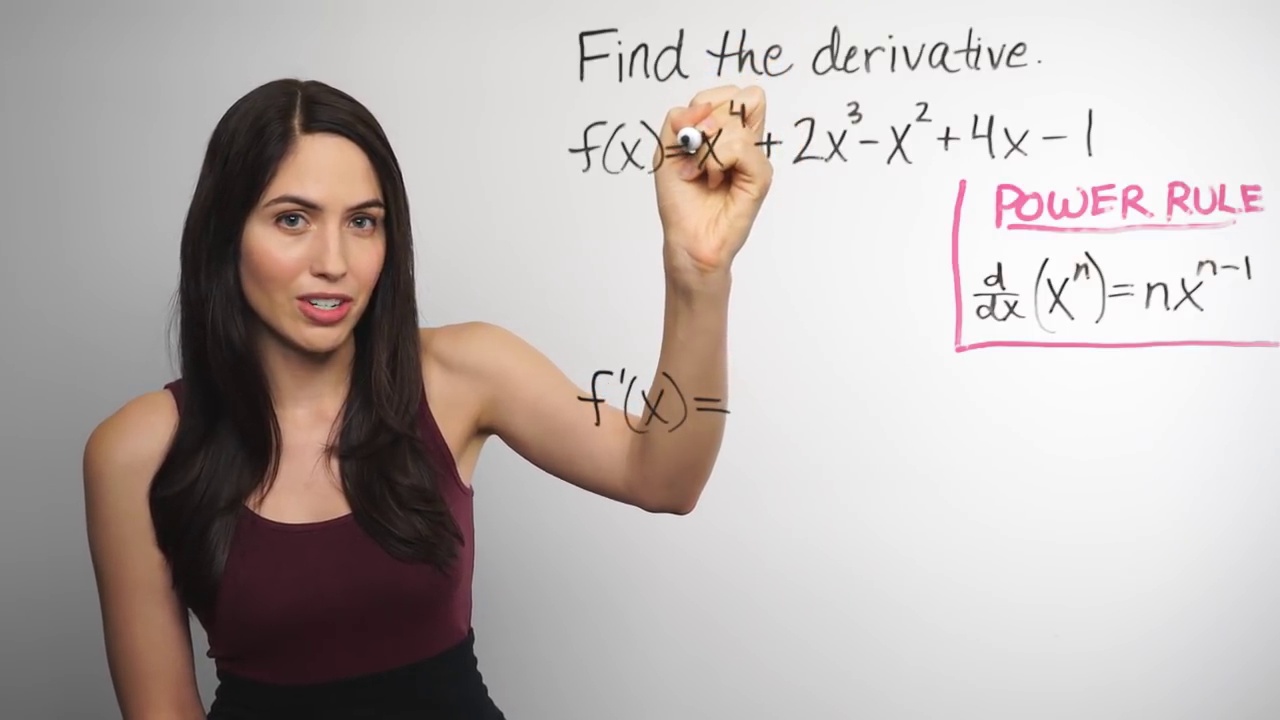 Find the derivative.
f(x)=x⁴+2x³-x²+4x-1
POWER RULE
d/dx (xⁿ)=nxⁿ⁻¹
f'(x)=